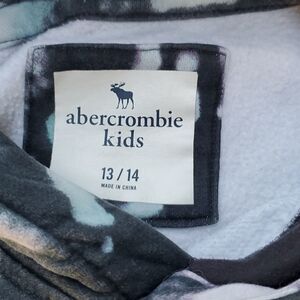 abercrombie
kids
13 / 14
MADE IN CHINA